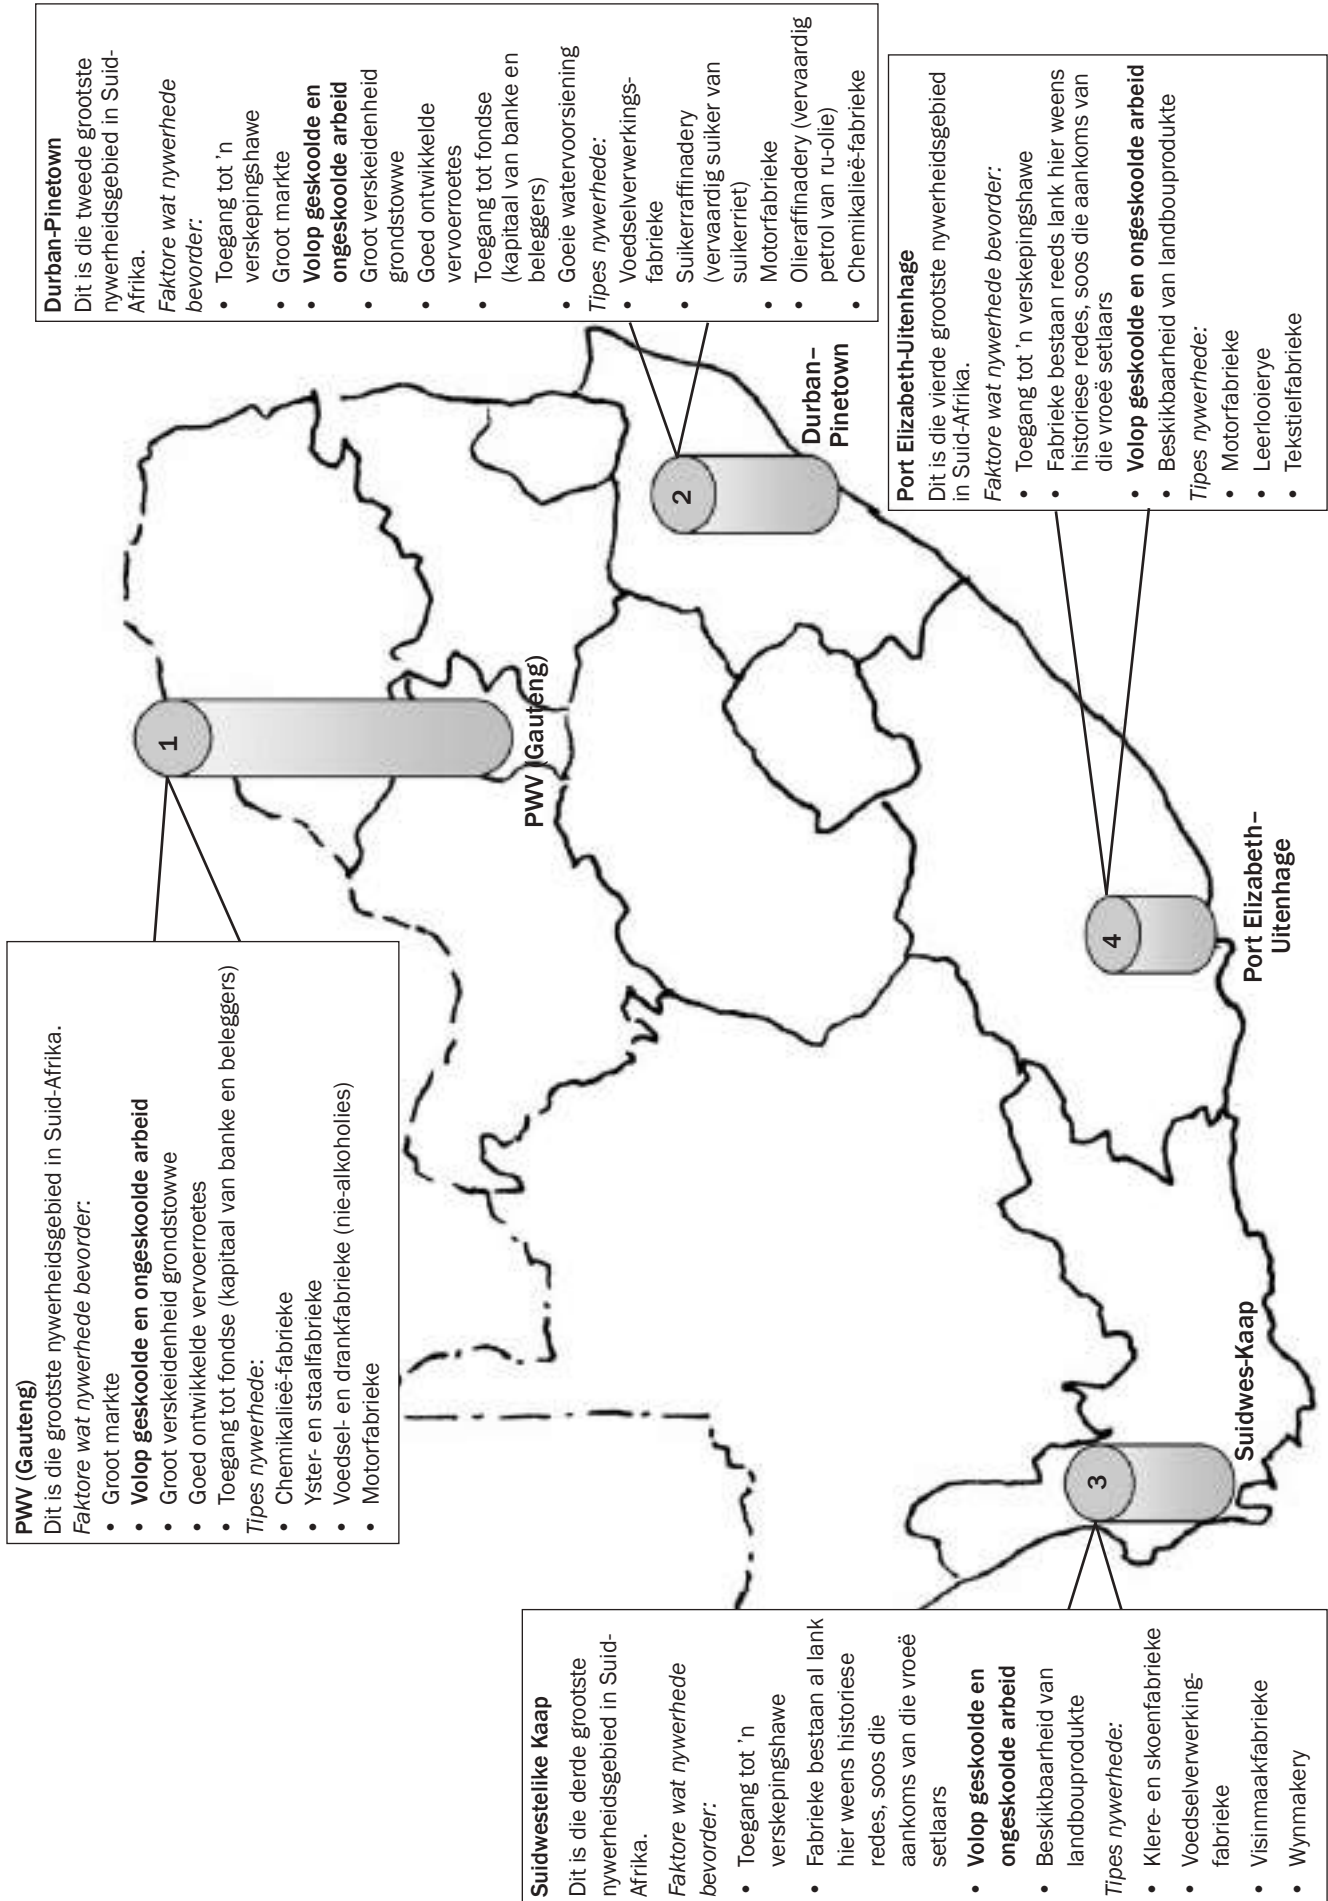 PWV (Gauteng)
Dit is die grootste nywerheidsgebied in Suid-Afrika.
Faktore wat nywerhede bevorder:
• Groot markte
• Volop geskoolde en ongeskoolde arbeid
• Groot verskeidenheid grondstowwe
• Goed ontwikkelde vervoerroetes
• Toegang tot fondse (kapitaal van banke en beleggers)
Tipes nywerhede:
• Chemikalieë-fabrieke
• Yster- en staalfabrieke
• Voedsel- en drankfabrieke (nie-alkoholies)
• Motorfabrieke
Durban-Pinetown
Dit is die tweede grootste
nywerheidsgebied in Suid-
Afrika.
Faktore wat nywerhede
bevorder:
• Toegang tot ’n
verskepingshawe
• Groot markte
• Volop geskoolde en
ongeskoolde arbeid
• Groot verskeidenheid
grondstowwe
• Goed ontwikkelde
vervoerroetes
• Toegang tot fondse
(kapitaal van banke en
beleggers)
• Goeie watervoorsiening
Tipes nywerhede:
• Voedselverwerkings-
fabrieke
• Suikerraffinadery
(vervaardig suiker van
suikerriet)
• Motorfabrieke
• Olieraffinadery (vervaardig
petrol van ru-olie)
• Chemikalieë-fabrieke
Suidwestelike Kaap
Dit is die derde grootste
nywerheidsgebied in Suid-
Afrika.
Faktore wat nywerhede
bevorder:
• Toegang tot ’n
verskepingshawe
• Fabrieke bestaan al lank
hier weens historiese
redes, soos die
aankoms van die vroeë
setlaars
• Volop geskoolde en
ongeskoolde arbeid
• Beskikbaarheid van
landbouprodukte
Tipes nywerhede:
• Klere- en skoenfabrieke
• Voedselverwerking-
fabrieke
• Visinmaakfabrieke
• Wynmakery
Port Elizabeth-Uitenhage
Dit is die vierde grootste nywerheidsgebied
in Suid-Afrika.
Faktore wat nywerhede bevorder:
• Toegang tot ’n verskepingshawe
• Fabrieke bestaan reeds lank hier weens
historiese redes, soos die aankoms van
die vroeë setlaars
• Volop geskoolde en ongeskoolde arbeid
• Beskikbaarheid van landbouprodukte
Tipes nywerhede:
• Motorfabrieke
• Leerlooierye
• Tekstielfabrieke
1
PWV (Gauteng)
2
Durban–
Pinetown
3
Suidwes-Kaap
4
Port Elizabeth–
Uitenhage